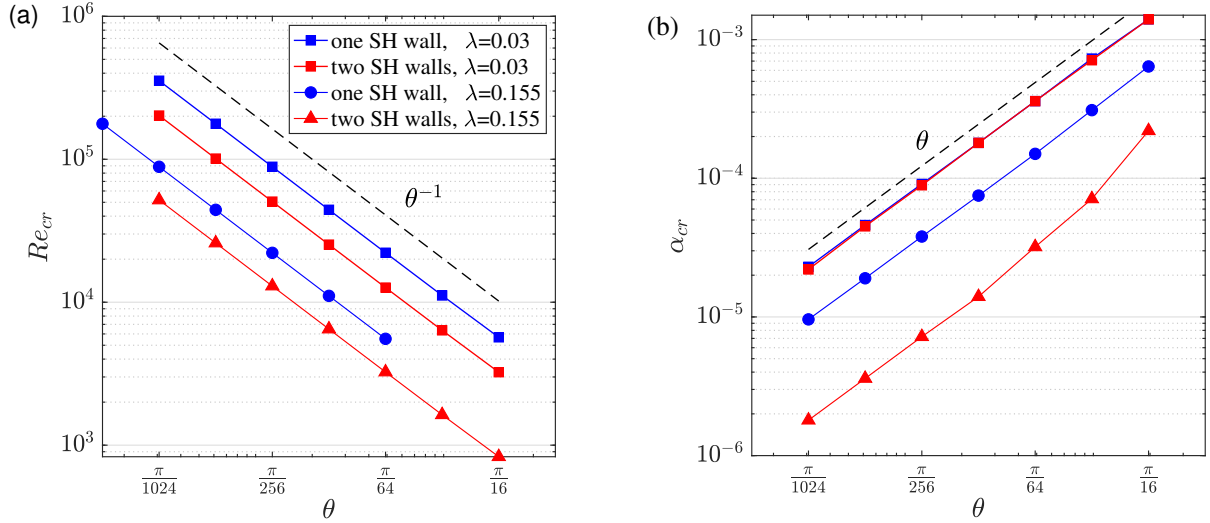 (a)
10^6
10^5
10^4
10^3
Re_cr
one SH wall, λ=0.03
two SH walls, λ=0.03
one SH wall, λ=0.155
two SH walls, λ=0.155
θ^−1
π/1024
π/256
π/64
π/16
θ
(b)
10^−3
10^−4
10^−5
10^−6
α_cr
θ
π/1024
π/256
π/64
π/16
θ